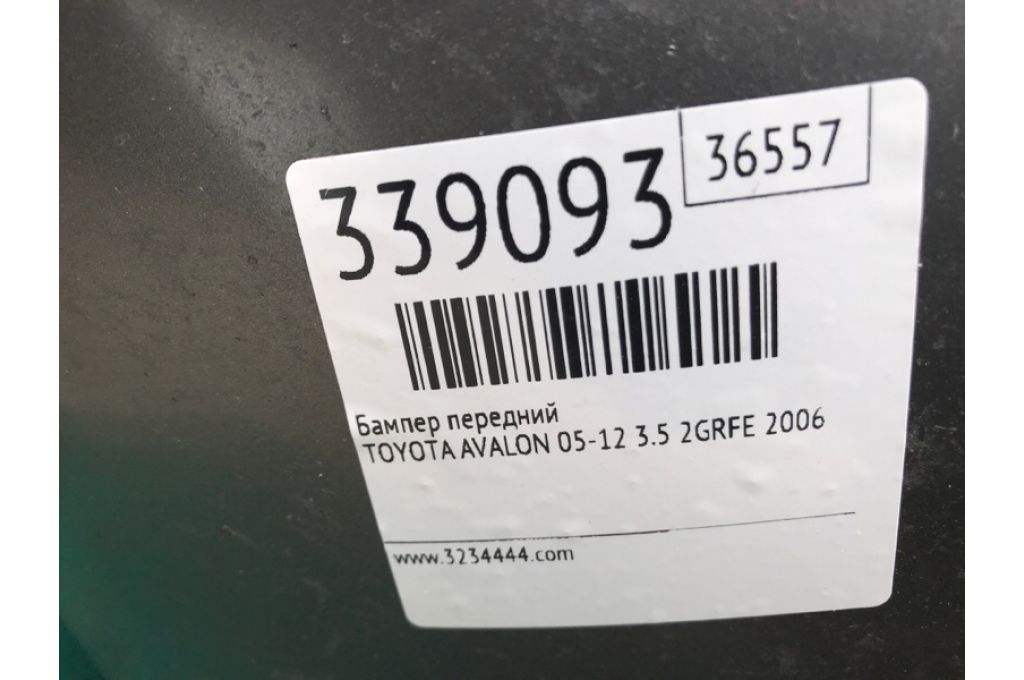 339093
36557
Бампер передний
TOYOTA AVALON 05-12 3.5 2GRFE 2006
www.3234444.com